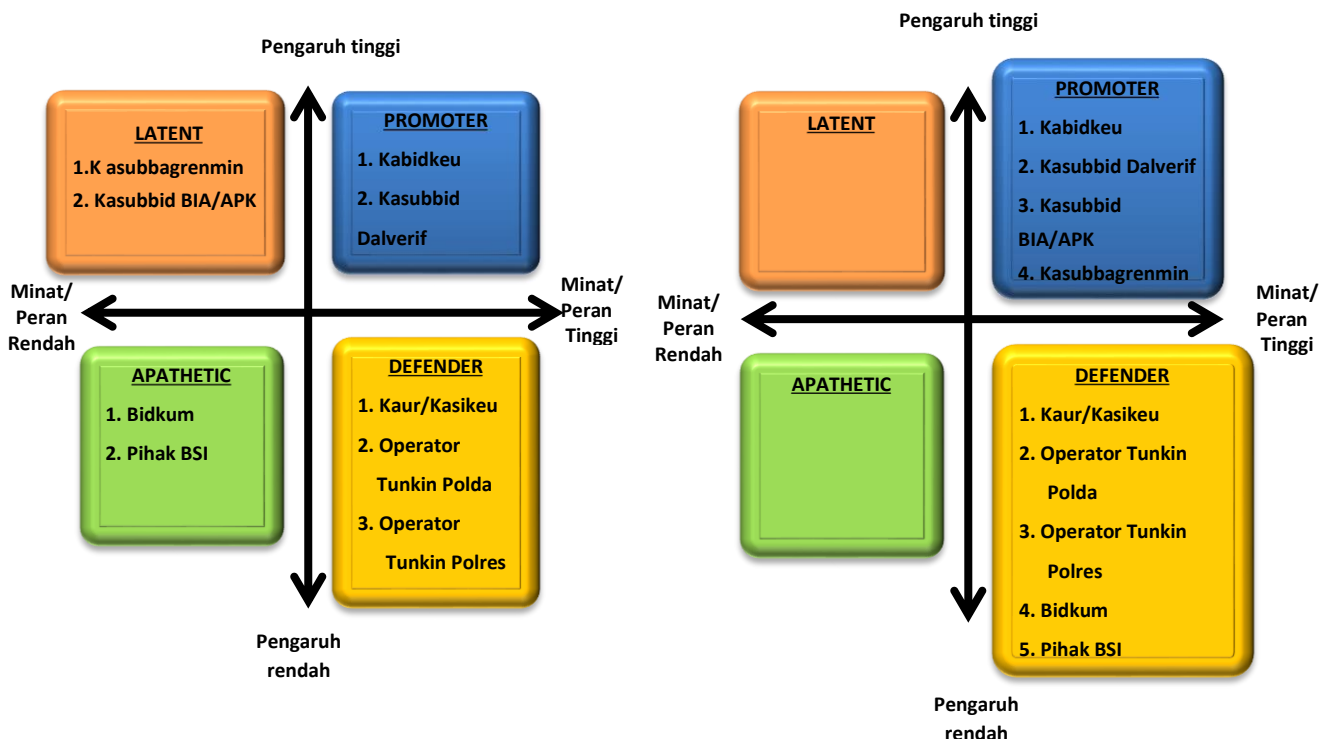 Pengaruh tinggi
LATENT
1.K asubbagrenmin
2. Kasubbid BIA/APK
PROMOTER
1. Kabidkeu
2. Kasubbid
Dalverif
Minat/
Peran
Rendah
Minat/
Peran
Tinggi
APATHETIC
1. Bidkum
2. Pihak BSI
DEFENDER
1. Kaur/Kasikeu
2. Operator
Tunkin Polda
3. Operator
Tunkin Polres
Pengaruh
rendah
Pengaruh tinggi
LATENT
PROMOTER
1. Kabidkeu
2. Kasubbid Dalverif
3. Kasubbid
BIA/APK
4. Kasubbagrenmin
Minat/
Peran
Rendah
Minat/
Peran
Tinggi
APATHETIC
DEFENDER
1. Kaur/Kasikeu
2. Operator Tunkin
Polda
3. Operator Tunkin
Polres
4. Bidkum
5. Pihak BSI
Pengaruh
rendah